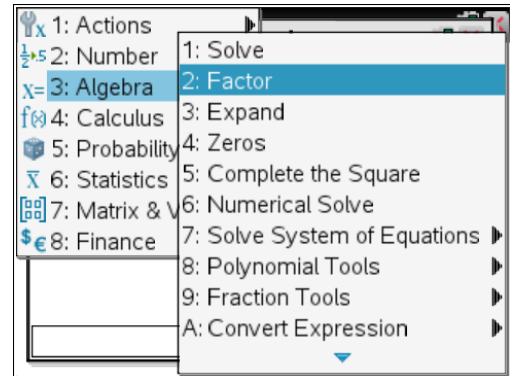 1: Actions
2: Number
3: Algebra
4: Calculus
5: Probability
6: Statistics
7: Matrix & V
8: Finance
1: Solve
2: Factor
3: Expand
4: Zeros
5: Complete the Square
6: Numerical Solve
7: Solve System of Equations
8: Polynomial Tools
9: Fraction Tools
A: Convert Expression